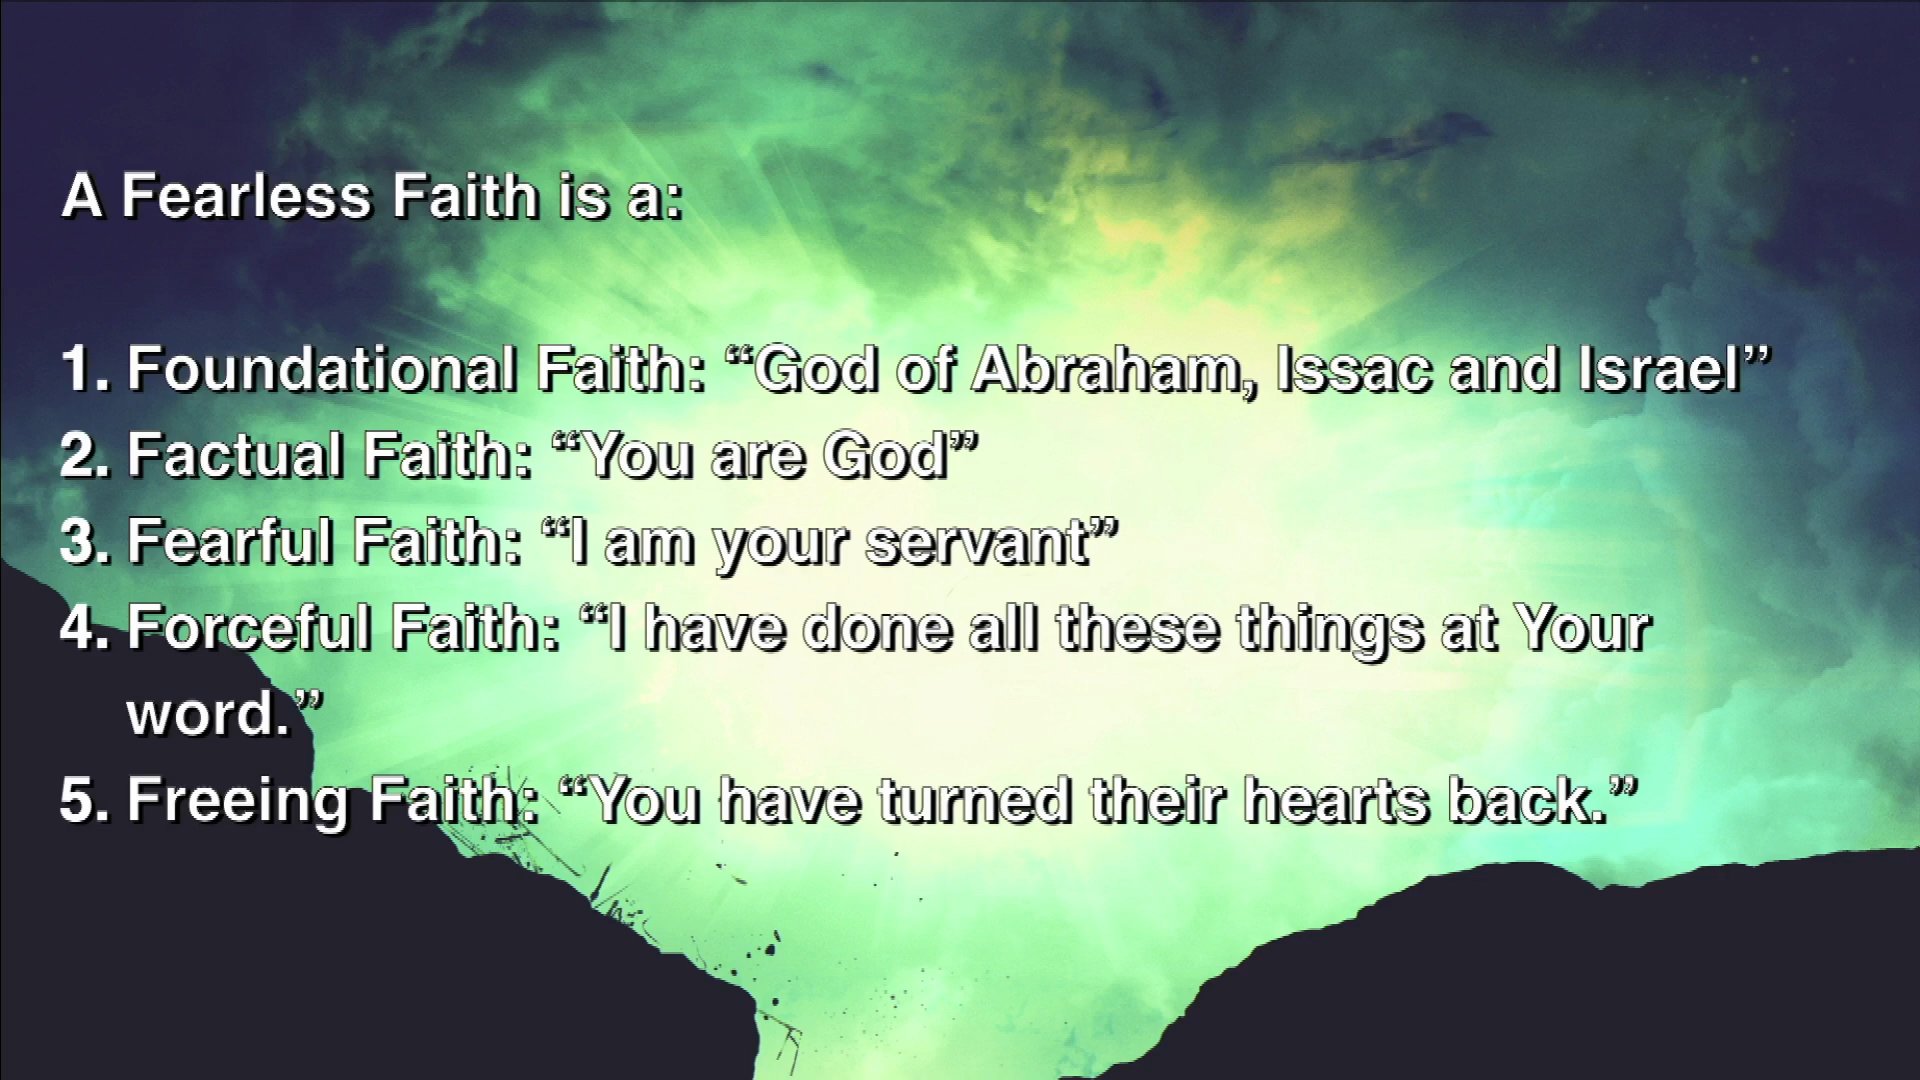 A Fearless Faith is a:
1. Foundational Faith: “God of Abraham, Issac and Israel”
2. Factual Faith: “You are God”
3. Fearful Faith: “I am your servant”
4. Forceful Faith: “I have done all these things at Your
word.”
5. Freeing Faith: “You have turned their hearts back.”